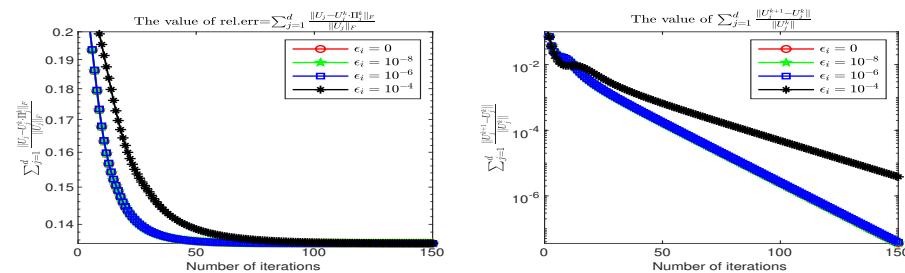 The value of rel.err=∑_{j=1}^{d} ‖U_j−U_j^k·Π_i^k‖_F / ‖U_j‖_F
∑_{j=1}^{d} ‖U_j−U_j^k·Π_i^k‖_F / ‖U_j‖_F
0.2
0.19
0.18
0.17
0.16
0.15
0.14
0
50
100
150
Number of iterations
ϵ_i = 0
ϵ_i = 10^{-8}
ϵ_i = 10^{-6}
ϵ_i = 10^{-4}
The value of ∑_{j=1}^{d} ‖U_j^{k+1}−U_j^k‖ / ‖U_j^k‖
∑_{j=1}^{d} ‖U_j^{k+1}−U_j^k‖ / ‖U_j^k‖
10^{-2}
10^{-4}
10^{-6}
0
50
100
150
Number of iterations
ϵ_i = 0
ϵ_i = 10^{-8}
ϵ_i = 10^{-6}
ϵ_i = 10^{-4}